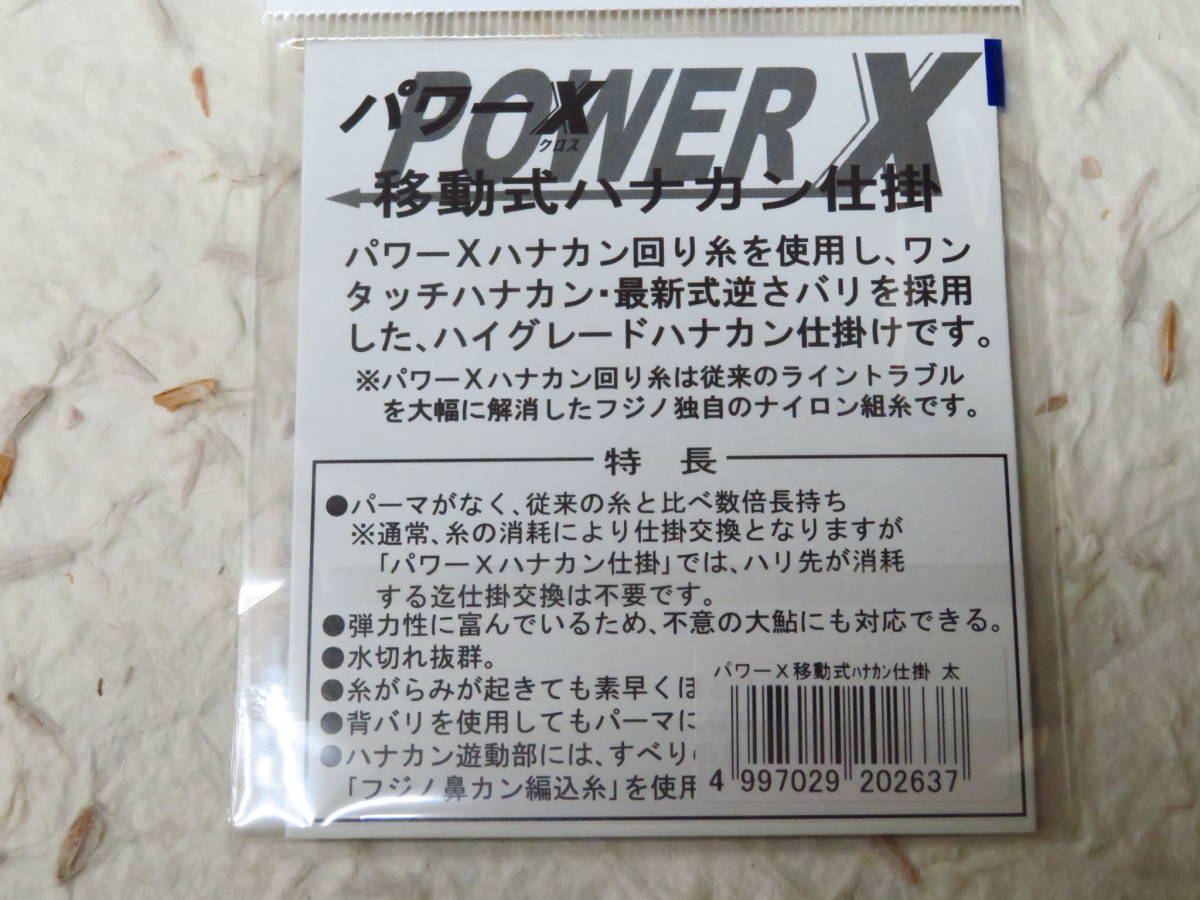 POWER X
パワーX
クロス
移動式ハナカン仕掛
パワーXハナカン回り糸を使用し、ワン
タッチハナカン・最新式逆さバリを採用
した、ハイグレードハナカン仕掛けです。
※パワーXハナカン回り糸は従来のライントラブル
を大幅に解消したフジノ独自のナイロン組糸です。
特 長
●パーマがなく、従来の糸と比べ数倍長持ち
※通常、糸の消耗により仕掛交換となりますが
「パワーXハナカン仕掛」では、ハリ先が消耗
する迄仕掛交換は不要です。
●弾力性に富んでいるため、不意の大鮎にも対応できる。
●水切れ抜群。
●糸がらみが起きても素早くほ
●背バリを使用してもパーマに
●ハナカン遊動部には、すべり
「フジノ鼻カン編込糸」を使用
パワーX移動式ハナカン仕掛 太
4 997029 202637